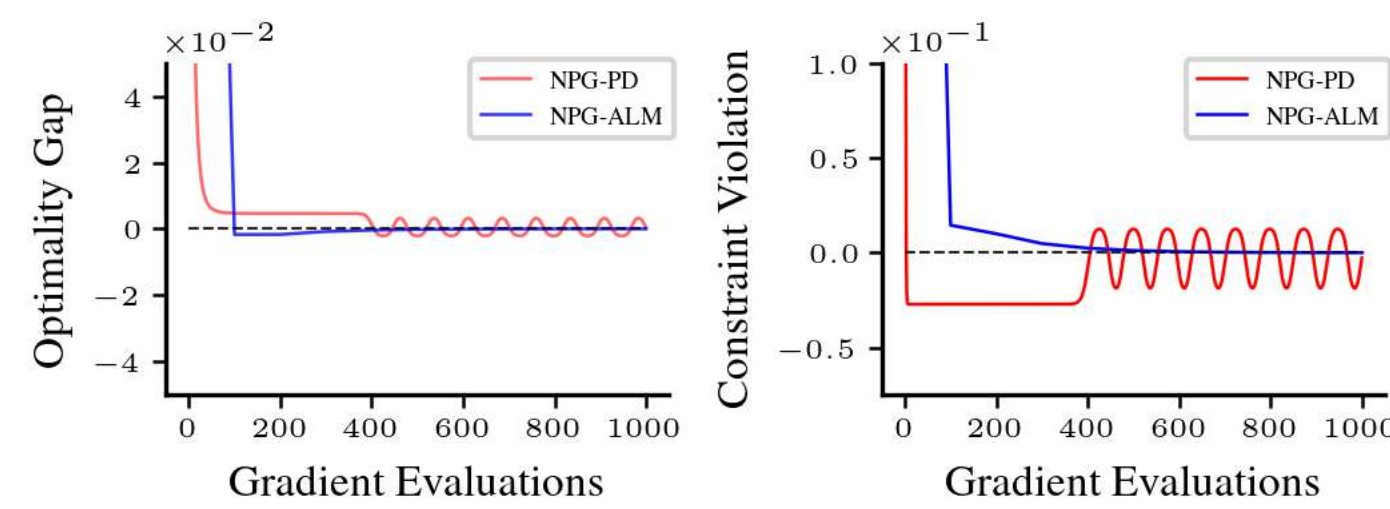 ×10⁻²
Optimality Gap
4
2
0
−2
−4
NPG-PD
NPG-ALM
0 200 400 600 800 1000
Gradient Evaluations
×10⁻¹
Constraint Violation
1.0
0.5
0.0
−0.5
NPG-PD
NPG-ALM
0 200 400 600 800 1000
Gradient Evaluations